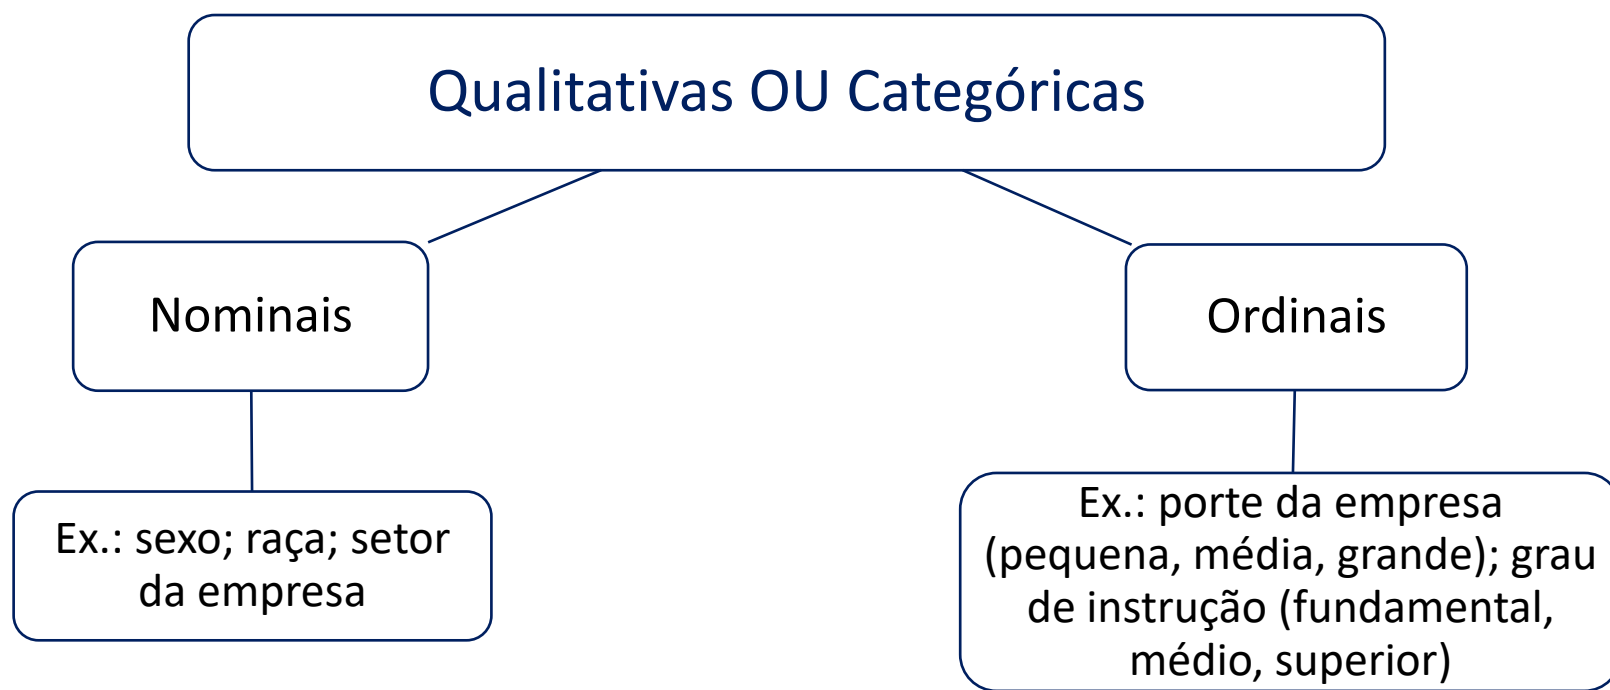 Qualitativas OU Categóricas
Nominais
Ordinais
Ex.: sexo; raça; setor
da empresa
Ex.: porte da empresa
(pequena, média, grande); grau
de instrução (fundamental,
médio, superior)